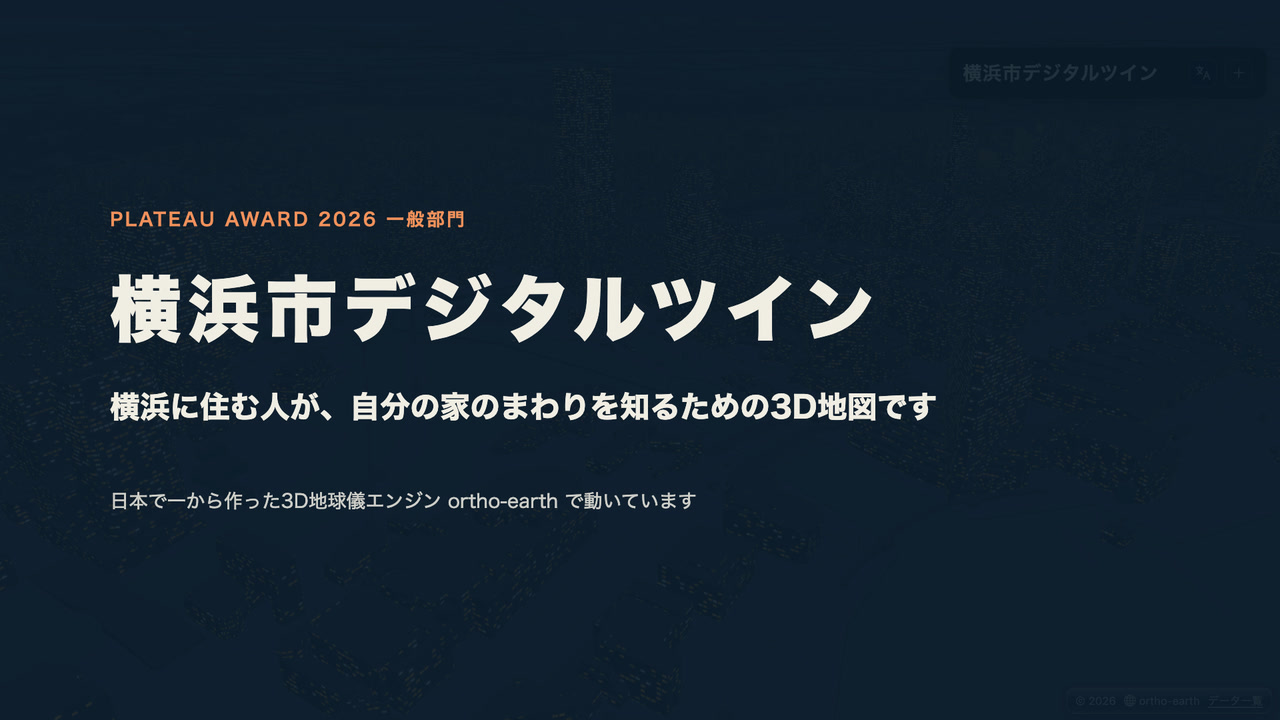 横浜市デジタルツイン
PLATEAU AWARD 2026 一般部門
横浜市デジタルツイン
横浜に住む人が、自分の家のまわりを知るための3D地図です
日本で一から作った3D地球儀エンジン ortho-earth で動いています
© 2026 ortho-earth データ一覧